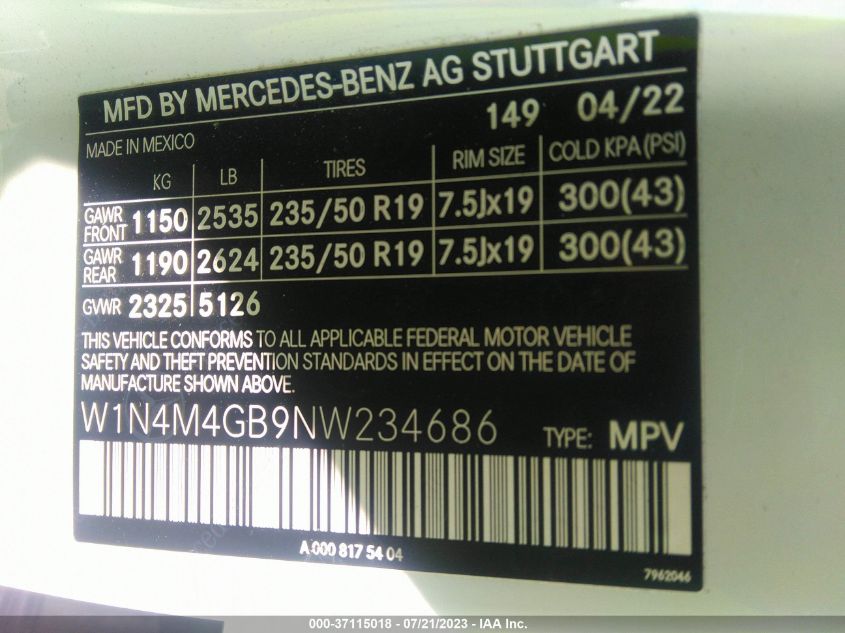 MFD BY MERCEDES-BENZ AG STUTTGART
149 04/22
MADE IN MEXICO
KG LB TIRES RIM SIZE COLD KPA (PSI)
GAWR FRONT 1150 2535 235/50 R19 7.5Jx19 300(43)
GAWR REAR 1190 2624 235/50 R19 7.5Jx19 300(43)
GVWR 2325 5126
THIS VEHICLE CONFORMS TO ALL APPLICABLE FEDERAL MOTOR VEHICLE
SAFETY AND THEFT PREVENTION STANDARDS IN EFFECT ON THE DATE OF
MANUFACTURE SHOWN ABOVE.
W1N4M4GB9NW234686 TYPE: MPV
A 000 817 54 04
7962046
000-37115018 - 07/21/2023 - IAA Inc.